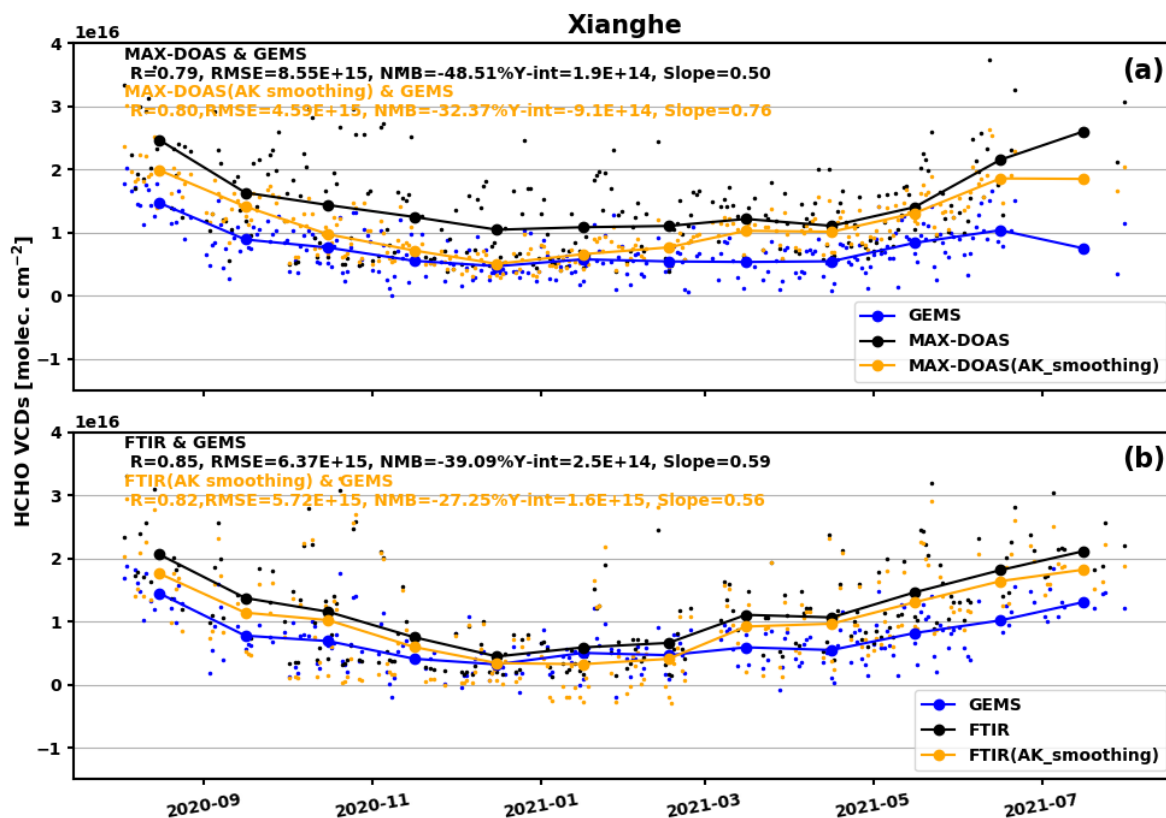 Xianghe
1e16
MAX-DOAS & GEMS
R=0.79, RMSE=8.55E+15, NMB=-48.51%Y-int=1.9E+14, Slope=0.50
MAX-DOAS(AK smoothing) & GEMS
R=0.80,RMSE=4.59E+15, NMB=-32.37%Y-int=-9.1E+14, Slope=0.76
(a)
4
3
2
1
0
−1
GEMS
MAX-DOAS
MAX-DOAS(AK_smoothing)
HCHO VCDs [molec. cm−2]
1e16
FTIR & GEMS
R=0.85, RMSE=6.37E+15, NMB=-39.09%Y-int=2.5E+14, Slope=0.59
FTIR(AK smoothing) & GEMS
R=0.82,RMSE=5.72E+15, NMB=-27.25%Y-int=1.6E+15, Slope=0.56
(b)
4
3
2
1
0
−1
GEMS
FTIR
FTIR(AK_smoothing)
2020-09
2020-11
2021-01
2021-03
2021-05
2021-07